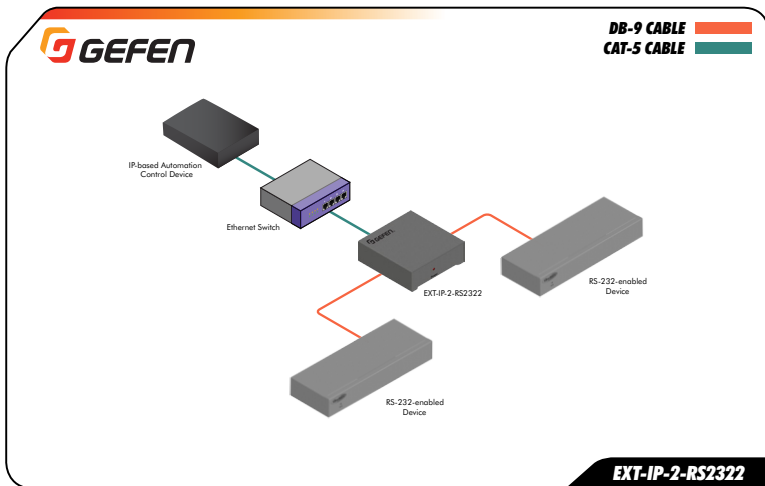 GEFEN
DB-9 CABLE
CAT-5 CABLE
IP-based Automation
Control Device
Ethernet Switch
GEFEN
EXT-IP-2-RS2322
RS-232-enabled
Device
RS-232-enabled
Device
EXT-IP-2-RS2322